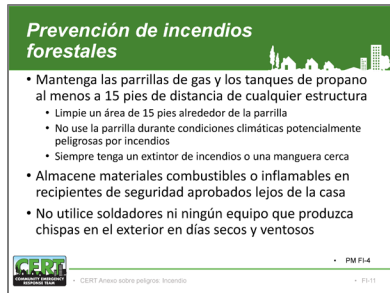 Prevención de incendios
forestales
• Mantenga las parrillas de gas y los tanques de propano
al menos a 15 pies de distancia de cualquier estructura
• Limpie un área de 15 pies alrededor de la parrilla
• No use la parrilla durante condiciones climáticas potencialmente
peligrosas por incendios
• Siempre tenga un extintor de incendios o una manguera cerca
• Almacene materiales combustibles o inflamables en
recipientes de seguridad aprobados lejos de la casa
• No utilice soldadores ni ningún equipo que produzca
chispas en el exterior en días secos y ventosos
• PM FI-4
CERT
COMMUNITY EMERGENCY
RESPONSE TEAM
• CERT Anexo sobre peligros: Incendio
• FI-11